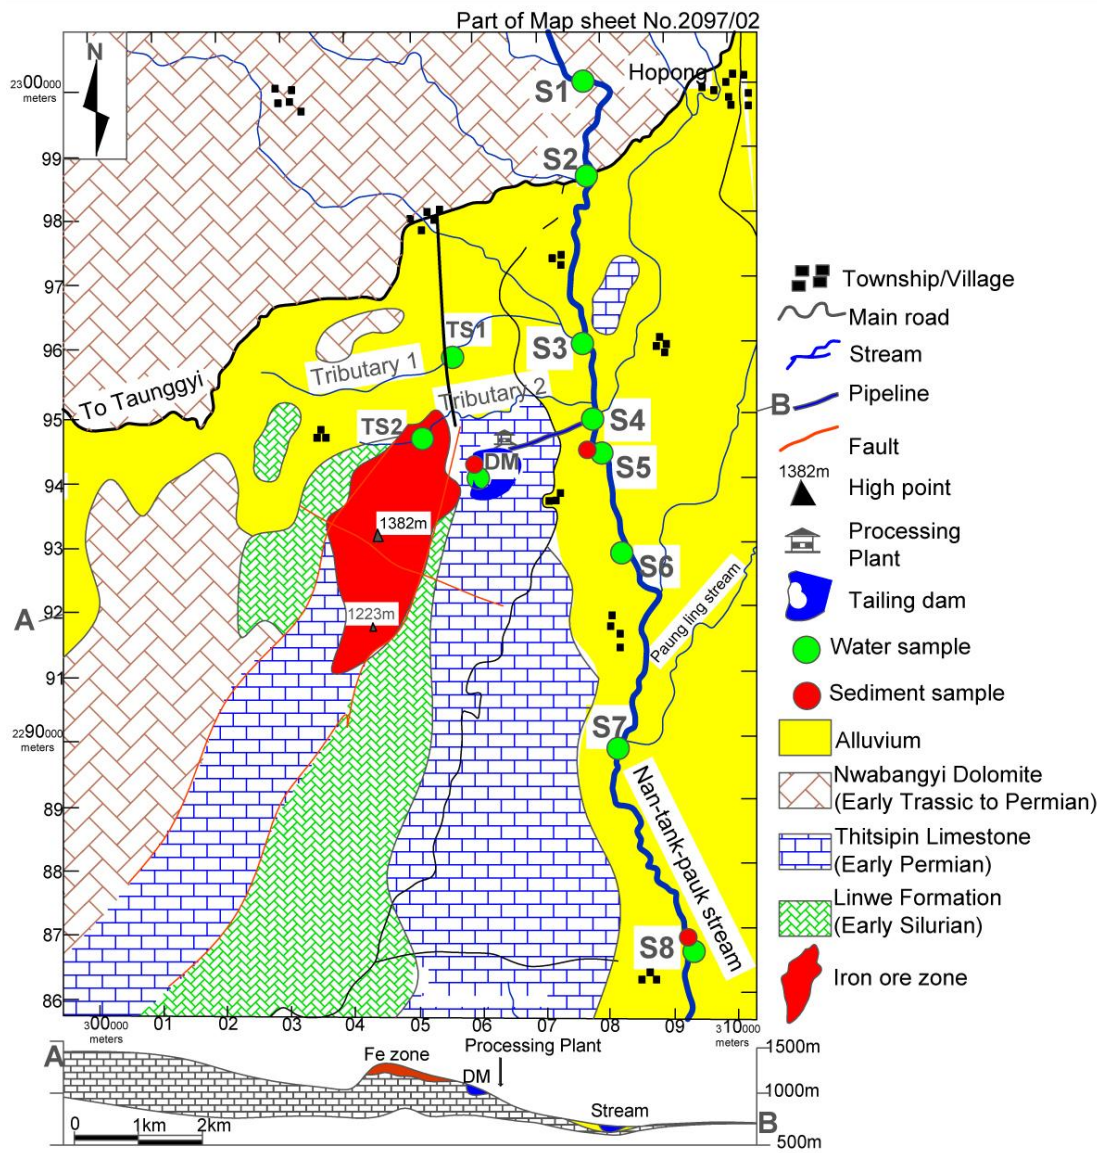 Part of Map sheet No.2097/02
N
2300000
meters
Hopong
S1
99
S2
98
97
TS1
S3
96
Tributary 1
To Taunggyi
Tributary 2
B
95
TS2
S4
DM
S5
94
1382m
93
S6
A
92
1223m
Paung ling stream
91
S7
2290000
meters
Nan-tank-pauk stream
89
88
87
S8
86
300000
meters
01
02
03
04
05
06
07
08
09
310000
meters
Township/Village
Main road
Stream
Pipeline
Fault
1382m
High point
Processing
Plant
Tailing dam
Water sample
Sediment sample
Alluvium
Nwabangyi Dolomite
(Early Trassic to Permian)
Thitsipin Limestone
(Early Permian)
Linwe Formation
(Early Silurian)
Iron ore zone
A
Fe zone
Processing Plant
DM
Stream
B
1500m
1000m
500m
0
1km
2km